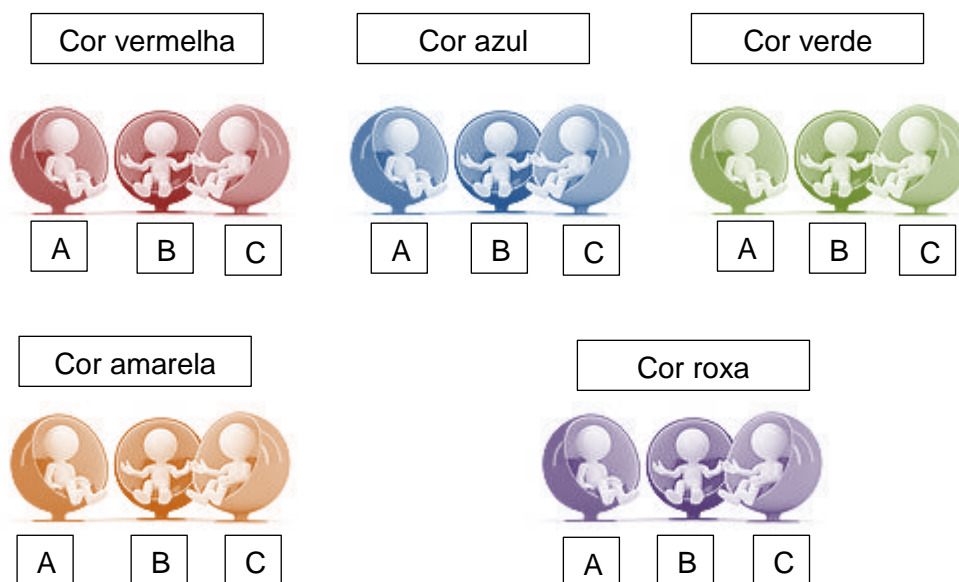 Cor vermelha
Cor azul
Cor verde
A B C
A B C
A B C
Cor amarela
Cor roxa
A B C
A B C